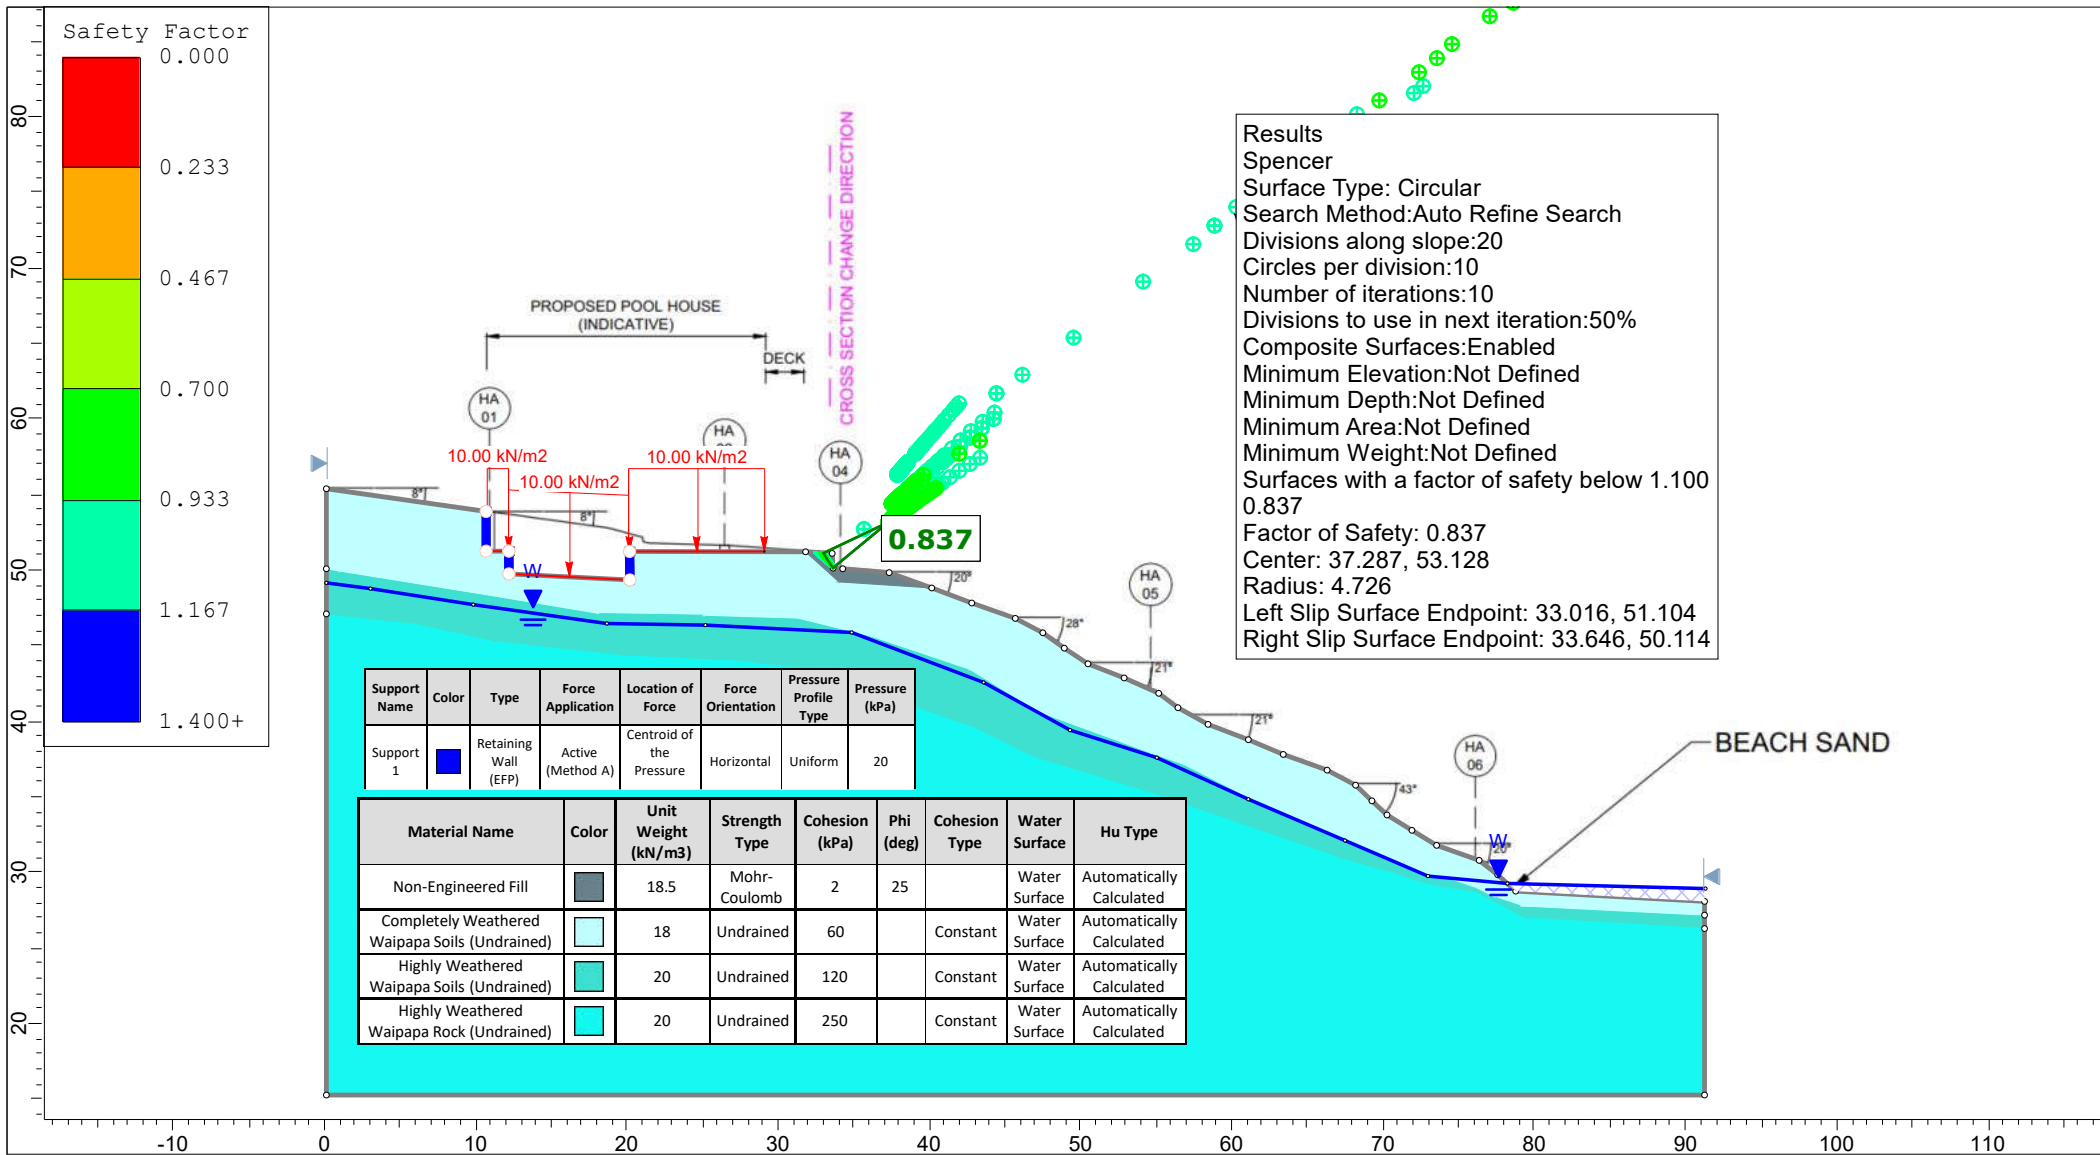 Safety Factor
0.000
0.233
0.467
0.700
0.933
1.167
1.400+
80
70
60
50
40
30
20
-10
0
10
20
30
40
50
60
70
80
90
100
110
PROPOSED POOL HOUSE
(INDICATIVE)
DECK
CROSS SECTION CHANGE DIRECTION
HA
01
HA
HA
04
HA
05
HA
06
10.00 kN/m2
10.00 kN/m2
10.00 kN/m2
8°
8°
20°
28°
21°
21°
43°
20°
W
W
0.837
BEACH SAND
Results
Spencer
Surface Type: Circular
Search Method:Auto Refine Search
Divisions along slope:20
Circles per division:10
Number of iterations:10
Divisions to use in next iteration:50%
Composite Surfaces:Enabled
Minimum Elevation:Not Defined
Minimum Depth:Not Defined
Minimum Area:Not Defined
Minimum Weight:Not Defined
Surfaces with a factor of safety below 1.100
0.837
Factor of Safety: 0.837
Center: 37.287, 53.128
Radius: 4.726
Left Slip Surface Endpoint: 33.016, 51.104
Right Slip Surface Endpoint: 33.646, 50.114
Support Name Color Type Force Application Location of Force Force Orientation Pressure Profile Type Pressure (kPa)
Support 1 Retaining Wall (EFP) Active (Method A) Centroid of the Pressure Horizontal Uniform 20
Material Name Color Unit Weight (kN/m3) Strength Type Cohesion (kPa) Phi (deg) Cohesion Type Water Surface Hu Type
Non-Engineered Fill 18.5 Mohr-Coulomb 2 25 Water Surface Automatically Calculated
Completely Weathered Waipapa Soils (Undrained) 18 Undrained 60 Constant Water Surface Automatically Calculated
Highly Weathered Waipapa Soils (Undrained) 20 Undrained 120 Constant Water Surface Automatically Calculated
Highly Weathered Waipapa Rock (Undrained) 20 Undrained 250 Constant Water Surface Automatically Calculated